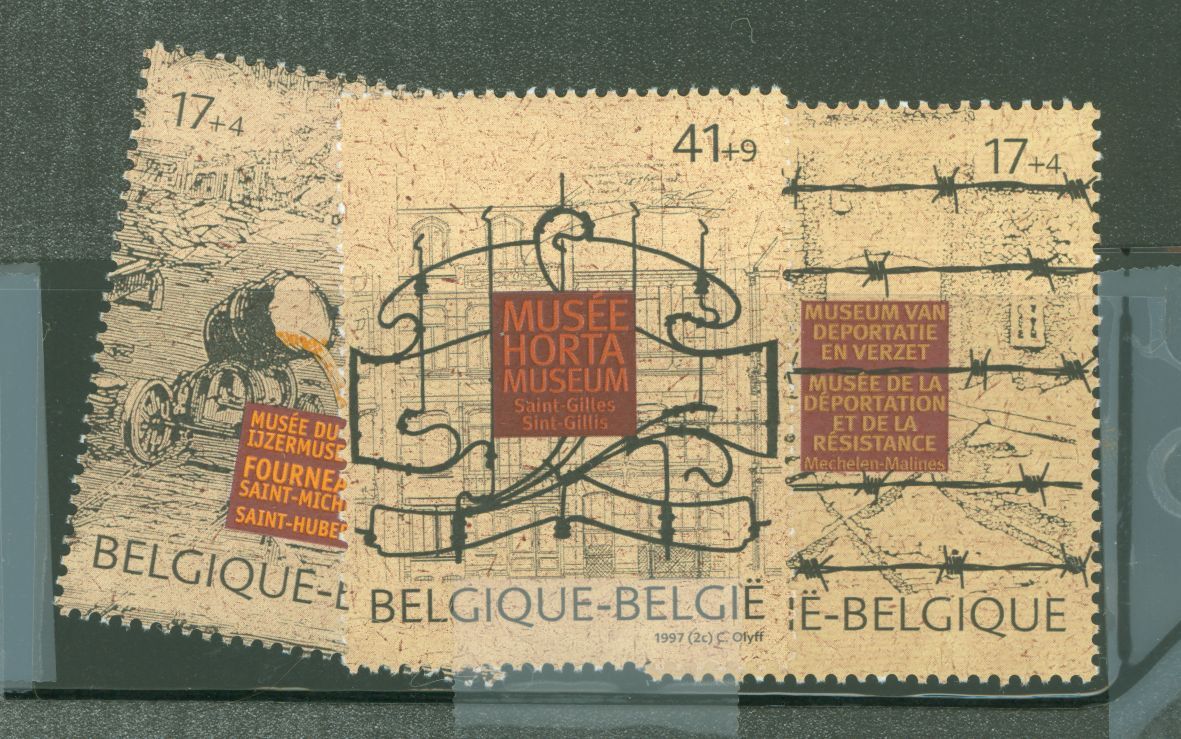 17+4
MUSÉE DU
IJZERMUSE
FOURNEA
SAINT-MICH
SAINT-HUBE
BELGIQUE-B
41+9
MUSÉE
HORTA
MUSEUM
Saint-Gilles
Sint-Gillis
BELGIQUE-BELGIË
1997 (2c) C. Olyff
17+4
MUSEUM VAN
DEPORTATIE
EN VERZET
MUSÉE DE LA
DÉPORTATION
ET DE LA
RÉSISTANCE
Mechelen-Malines
IË-BELGIQUE